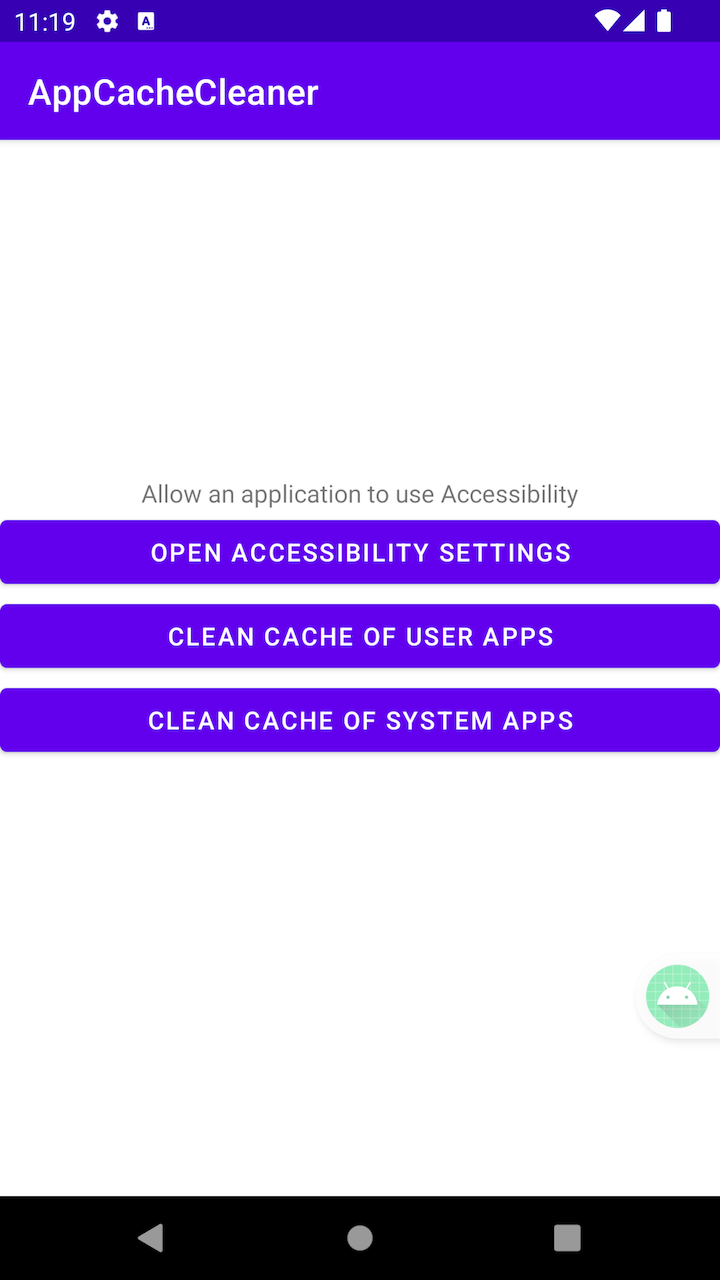 11:19
AppCacheCleaner
Allow an application to use Accessibility
OPEN ACCESSIBILITY SETTINGS
CLEAN CACHE OF USER APPS
CLEAN CACHE OF SYSTEM APPS